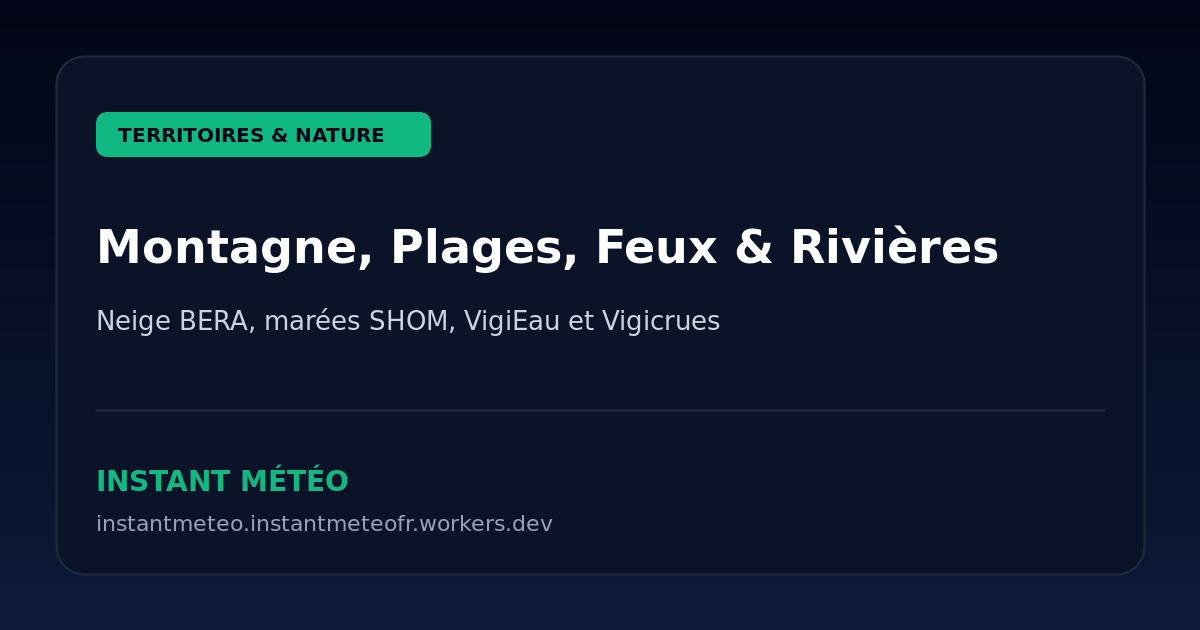 TERRITOIRES & NATURE
Montagne, Plages, Feux & Rivières
Neige BERA, marées SHOM, VigiEau et Vigicrues
INSTANT MÉTÉO
instantmeteo.instantmeteofr.workers.dev